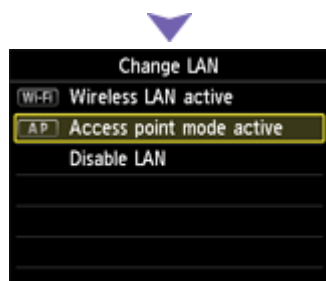 Change LAN
Wi-Fi Wireless LAN active
AP Access point mode active
Disable LAN